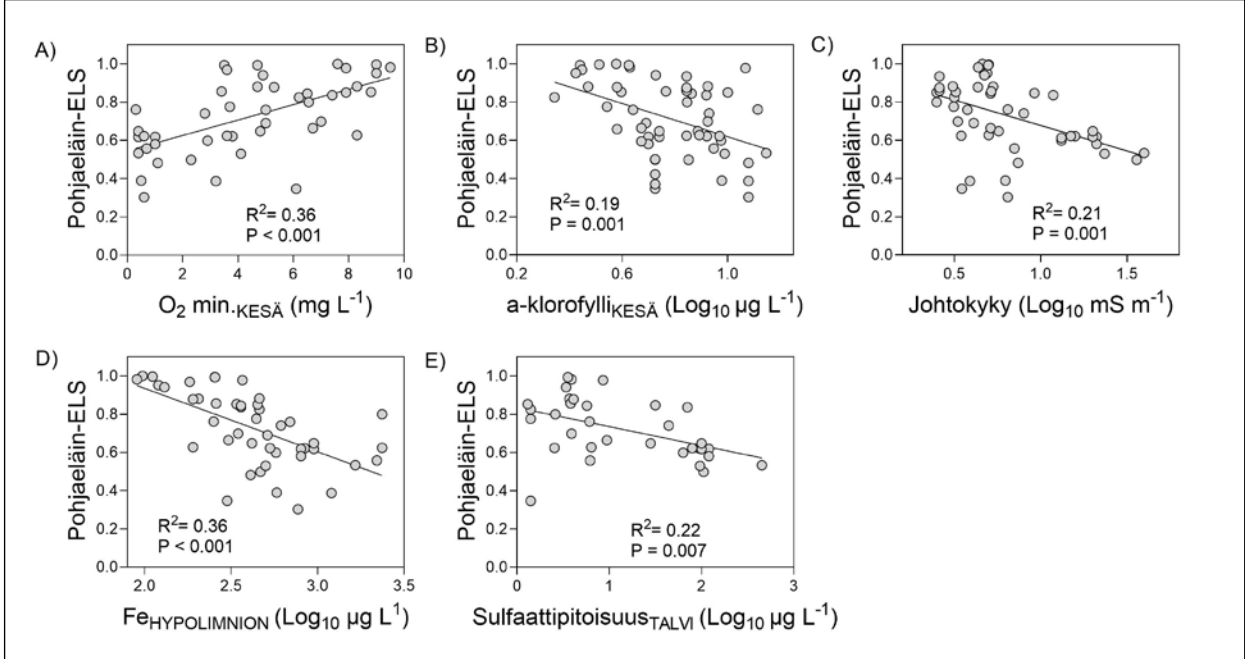 A)
Pohjaeläin-ELS
1.0
0.8
0.6
0.4
0.2
0.0
R²= 0.36
P < 0.001
0 2 4 6 8 10
O₂ min.KESÄ (mg L⁻¹)
B)
Pohjaeläin-ELS
1.0
0.8
0.6
0.4
0.2
0.0
R²= 0.19
P = 0.001
0.2 0.6 1.0
a-klorofylliKESÄ (Log₁₀ µg L⁻¹)
C)
Pohjaeläin-ELS
1.0
0.8
0.6
0.4
0.2
0.0
R²= 0.21
P = 0.001
0.5 1.0 1.5
Johtokyky (Log₁₀ mS m⁻¹)
D)
Pohjaeläin-ELS
1.0
0.8
0.6
0.4
0.2
0.0
R²= 0.36
P < 0.001
2.0 2.5 3.0 3.5
FeHYPOLIMNION (Log₁₀ µg L¹)
E)
Pohjaeläin-ELS
1.0
0.8
0.6
0.4
0.2
0.0
R²= 0.22
P = 0.007
0 1 2 3
SulfaattipitoisuusTALVI (Log₁₀ µg L⁻¹)